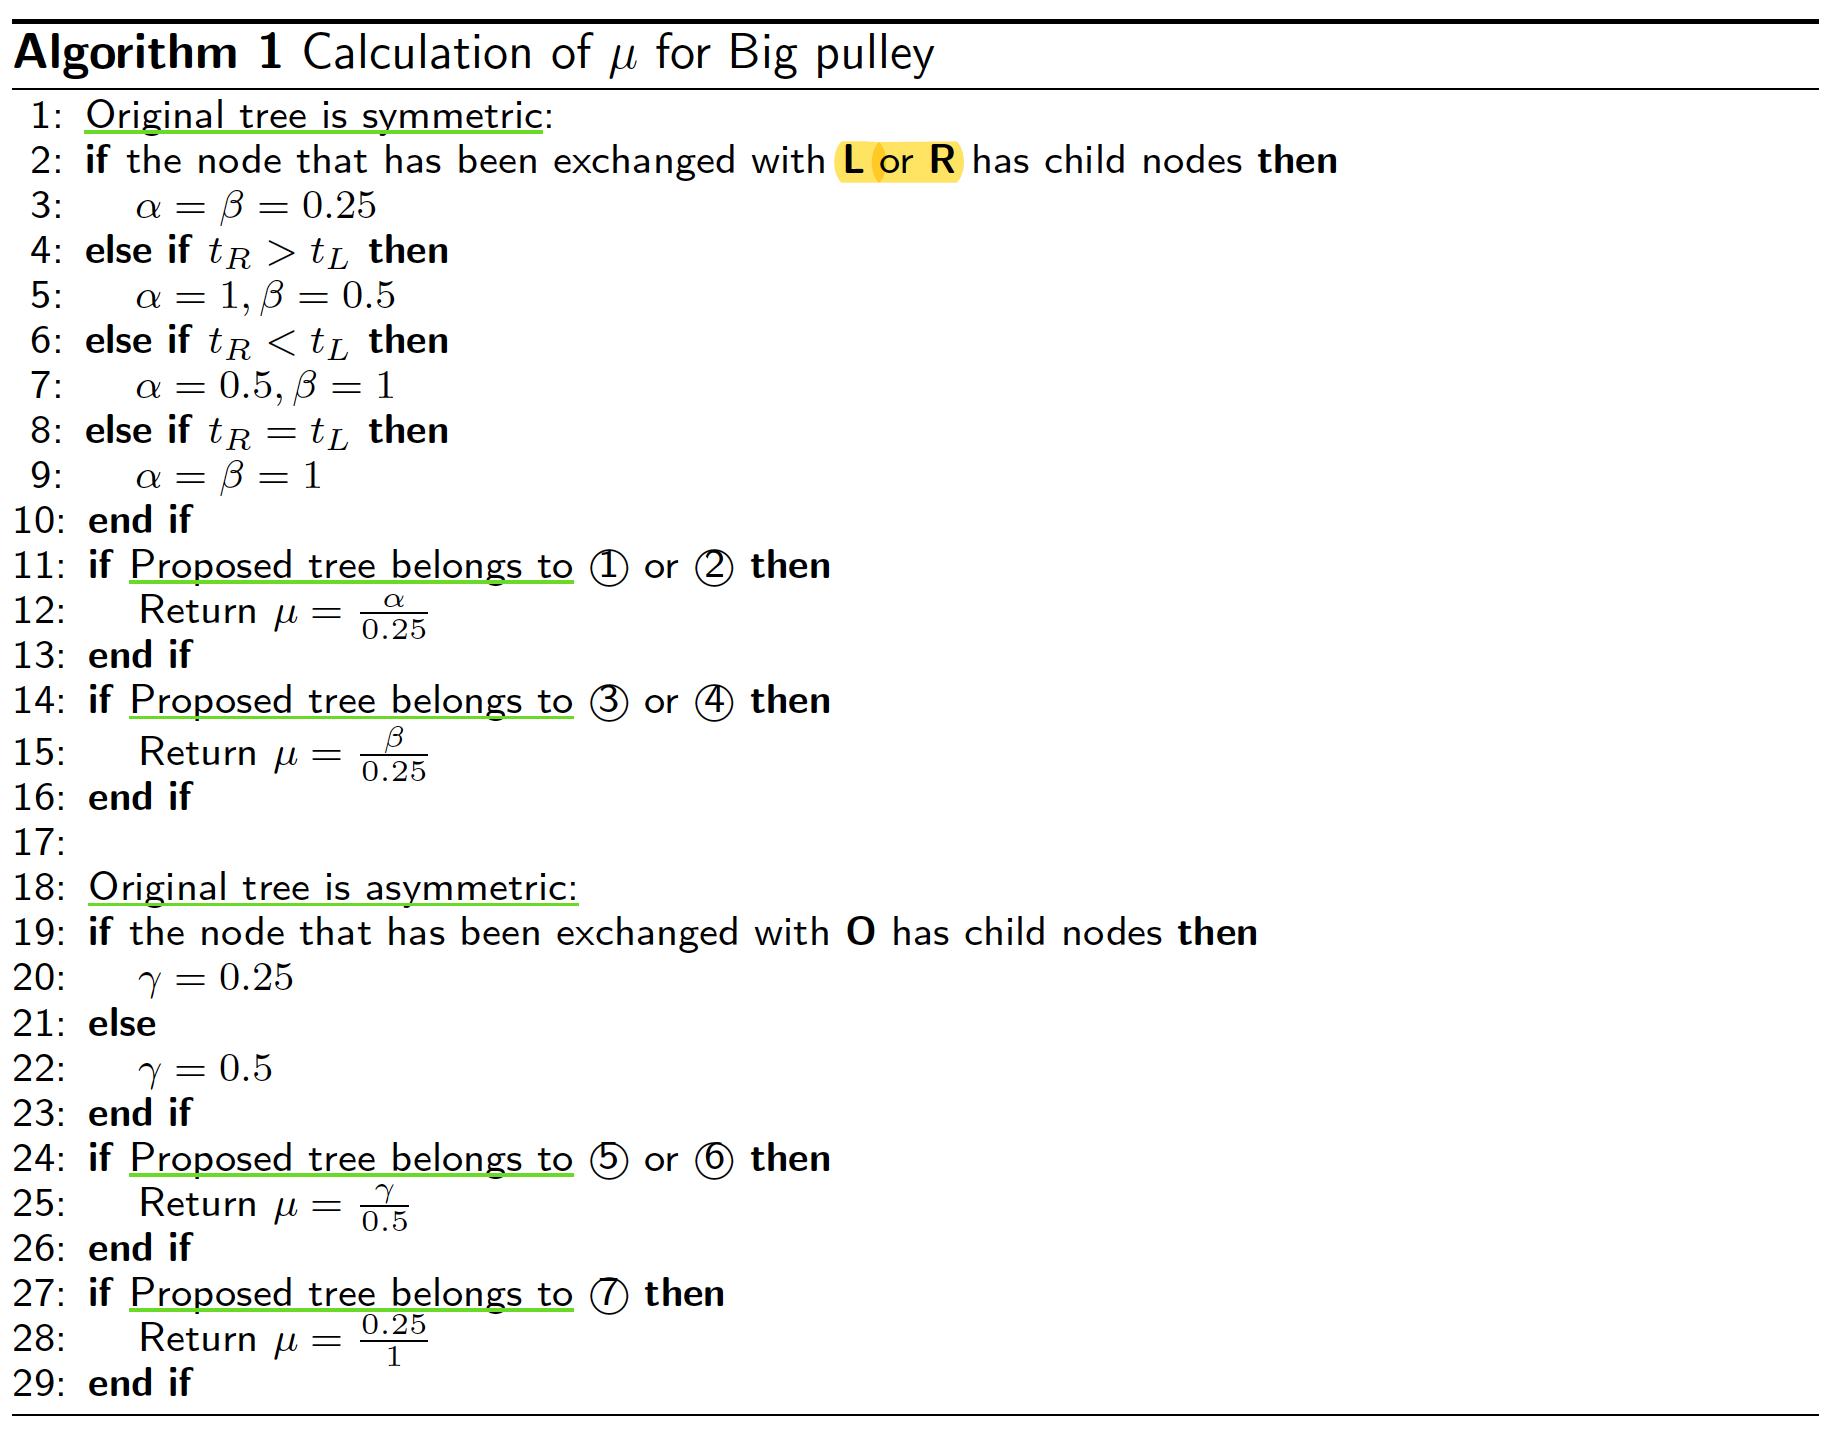 Algorithm 1 Calculation of μ for Big pulley
1: Original tree is symmetric:
2: if the node that has been exchanged with L or R has child nodes then
3: α = β = 0.25
4: else if t_R > t_L then
5: α = 1, β = 0.5
6: else if t_R < t_L then
7: α = 0.5, β = 1
8: else if t_R = t_L then
9: α = β = 1
10: end if
11: if Proposed tree belongs to ① or ② then
12: Return μ = α/0.25
13: end if
14: if Proposed tree belongs to ③ or ④ then
15: Return μ = β/0.25
16: end if
17:
18: Original tree is asymmetric:
19: if the node that has been exchanged with O has child nodes then
20: γ = 0.25
21: else
22: γ = 0.5
23: end if
24: if Proposed tree belongs to ⑤ or ⑥ then
25: Return μ = γ/0.5
26: end if
27: if Proposed tree belongs to ⑦ then
28: Return μ = 0.25/1
29: end if